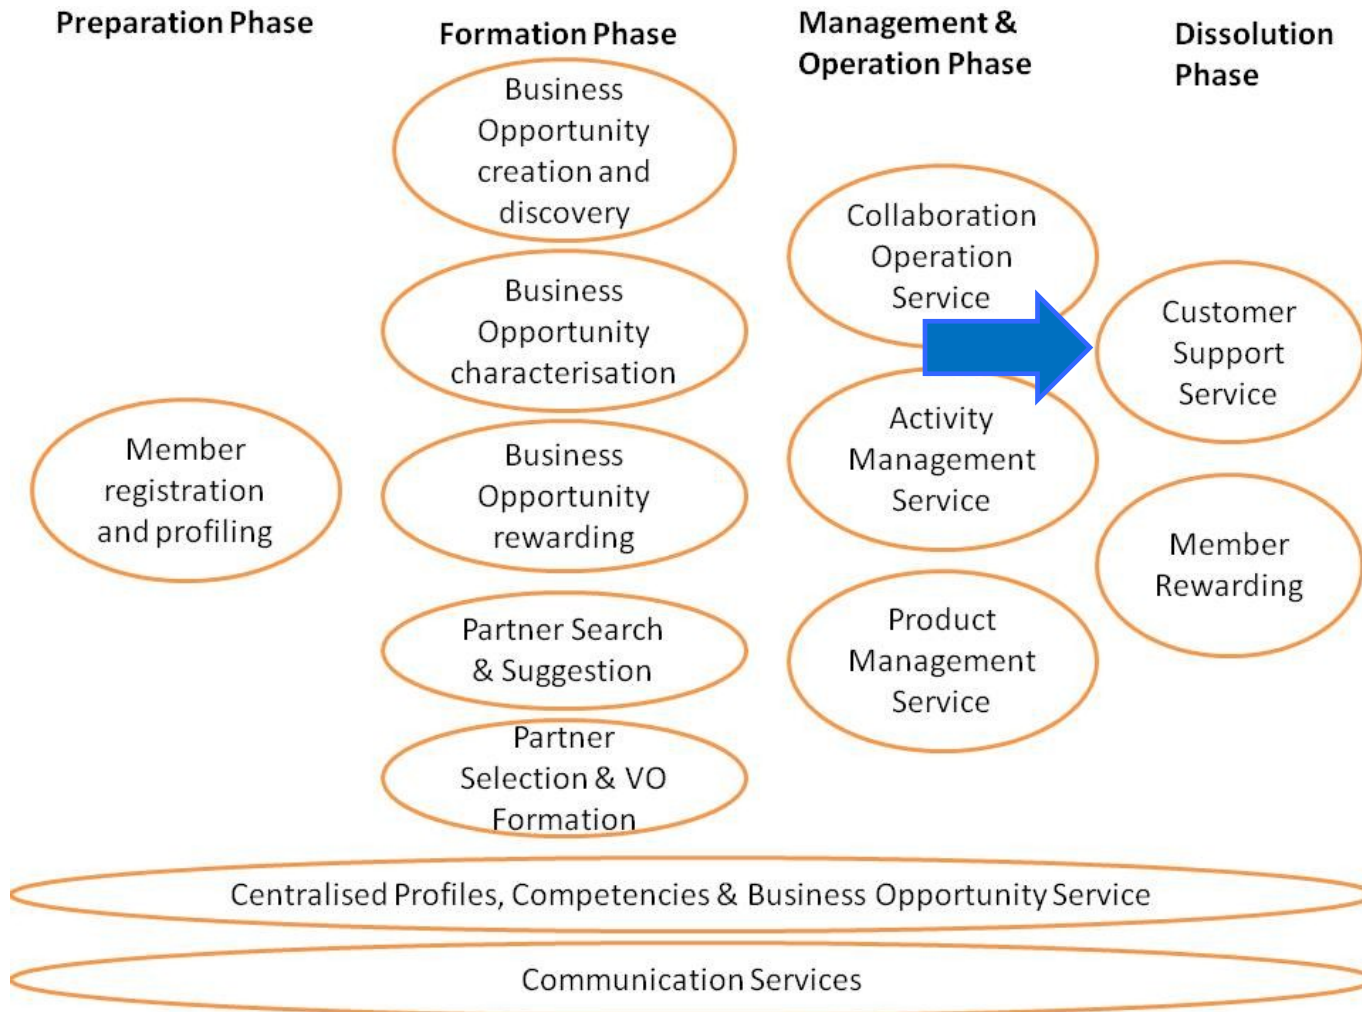 Preparation Phase
Formation Phase
Management &
Operation Phase
Dissolution
Phase
Member
registration
and profiling
Business
Opportunity
creation and
discovery
Business
Opportunity
characterisation
Business
Opportunity
rewarding
Partner Search
& Suggestion
Partner
Selection & VO
Formation
Collaboration
Operation
Service
Activity
Management
Service
Product
Management
Service
Customer
Support
Service
Member
Rewarding
Centralised Profiles, Competencies & Business Opportunity Service
Communication Services